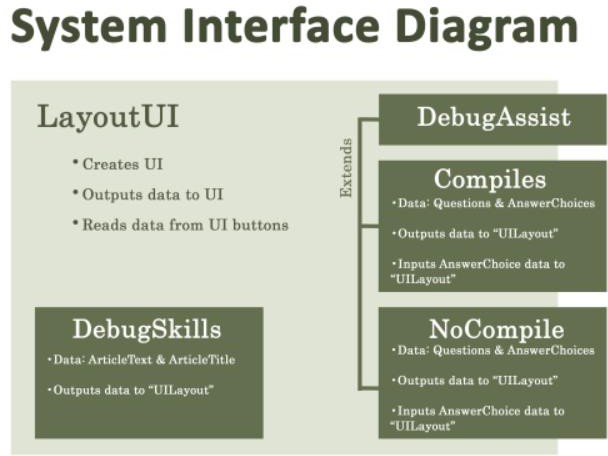 System Interface Diagram
LayoutUI
• Creates UI
• Outputs data to UI
• Reads data from UI buttons
Extends
DebugAssist
Compiles
• Data: Questions & AnswerChoices
• Outputs data to “UILayout”
• Inputs AnswerChoice data to
“UILayout”
DebugSkills
• Data: ArticleText & ArticleTitle
• Outputs data to “UILayout”
NoCompile
• Data: Questions & AnswerChoices
• Outputs data to “UILayout”
• Inputs AnswerChoice data to
“UILayout”